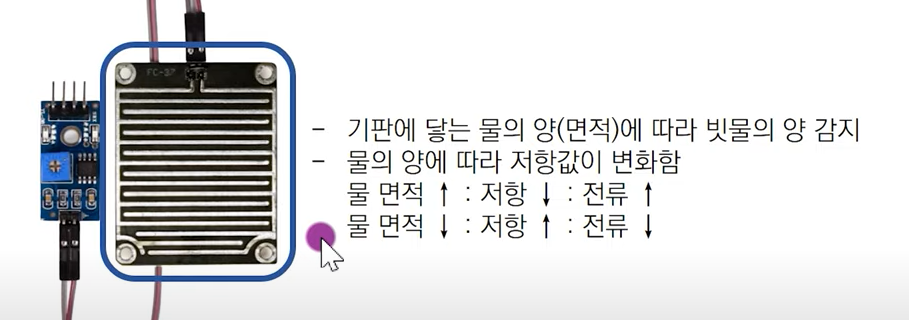 FC-37
- 기판에 닿는 물의 양(면적)에 따라 빗물의 양 감지
- 물의 양에 따라 저항값이 변화함
물 면적 ↑ : 저항 ↓ : 전류 ↑
물 면적 ↓ : 저항 ↑ : 전류 ↓